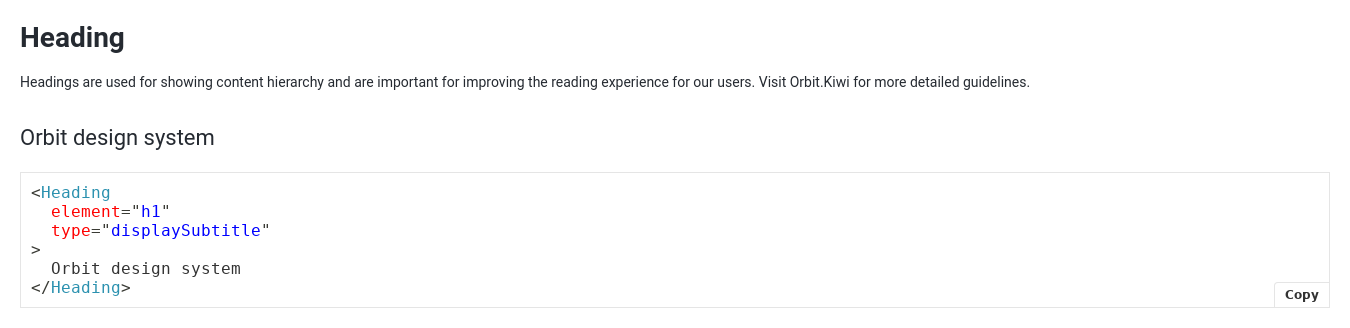 Heading
Headings are used for showing content hierarchy and are important for improving the reading experience for our users. Visit Orbit.Kiwi for more detailed guidelines.
Orbit design system
<Heading
  element="h1"
  type="displaySubtitle"
>
  Orbit design system
</Heading>
Copy